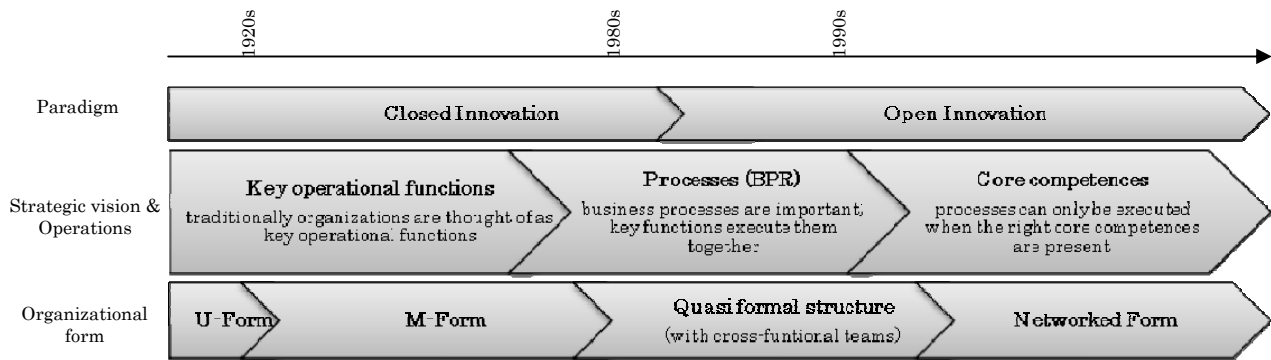 1920s
1980s
1990s
Paradigm
Closed Innovation
Open Innovation
Strategic vision &
Operations
Key operational functions
traditionally organizations are thought of as
key operational functions
Processes (BPR)
business processes are important,
key functions execute them
together
Core competences
processes can only be executed
when the right core competences
are present
Organizational
form
U-Form
M-Form
Quasi formal structure
(with cross-funtional teams)
Networked Form